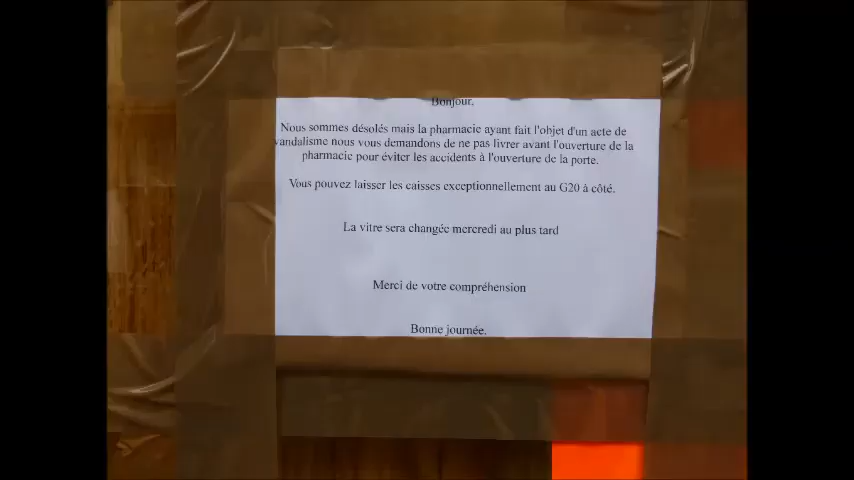 Bonjour,
Nous sommes désolés mais la pharmacie ayant fait l'objet d'un acte de
vandalisme nous vous demandons de ne pas livrer avant l'ouverture de la
pharmacie pour éviter les accidents à l'ouverture de la porte.
Vous pouvez laisser les caisses exceptionnellement au G20 à côté.
La vitre sera changée mercredi au plus tard
Merci de votre compréhension
Bonne journée.